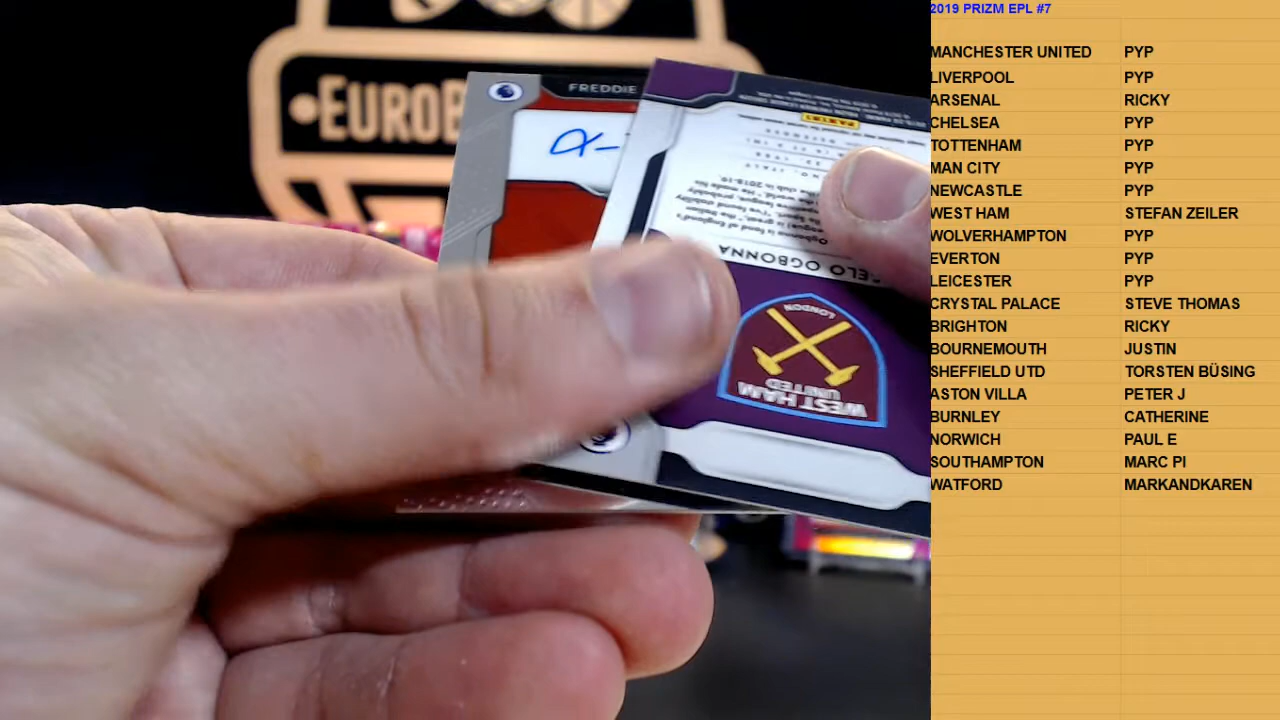 2019 PRIZM EPL #7
MANCHESTER UNITED PYP
LIVERPOOL PYP
ARSENAL RICKY
CHELSEA PYP
TOTTENHAM PYP
MAN CITY PYP
NEWCASTLE PYP
WEST HAM STEFAN ZEILER
WOLVERHAMPTON PYP
EVERTON PYP
LEICESTER PYP
CRYSTAL PALACE STEVE THOMAS
BRIGHTON RICKY
BOURNEMOUTH JUSTIN
SHEFFIELD UTD TORSTEN BÜSING
ASTON VILLA PETER J
BURNLEY CATHERINE
NORWICH PAUL E
SOUTHAMPTON MARC PI
WATFORD MARKANDKAREN
EUROB
FREDDIE
PANINI
ELO OGBONNA
LONDON
WEST HAM
UNITED